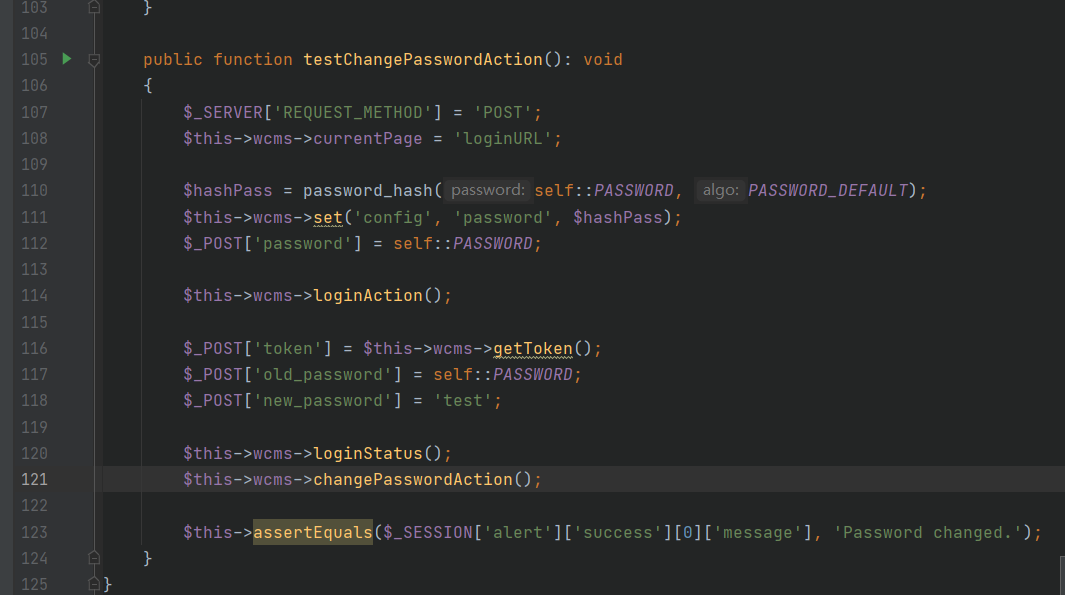 103 }
104
105 public function testChangePasswordAction(): void
106 {
107 $_SERVER['REQUEST_METHOD'] = 'POST';
108 $this->wcms->currentPage = 'loginURL';
109
110 $hashPass = password_hash( password: self::PASSWORD, algo: PASSWORD_DEFAULT);
111 $this->wcms->set('config', 'password', $hashPass);
112 $_POST['password'] = self::PASSWORD;
113
114 $this->wcms->loginAction();
115
116 $_POST['token'] = $this->wcms->getToken();
117 $_POST['old_password'] = self::PASSWORD;
118 $_POST['new_password'] = 'test';
119
120 $this->wcms->loginStatus();
121 $this->wcms->changePasswordAction();
122
123 $this->assertEquals($_SESSION['alert']['success'][0]['message'], 'Password changed.');
124 }
125 }